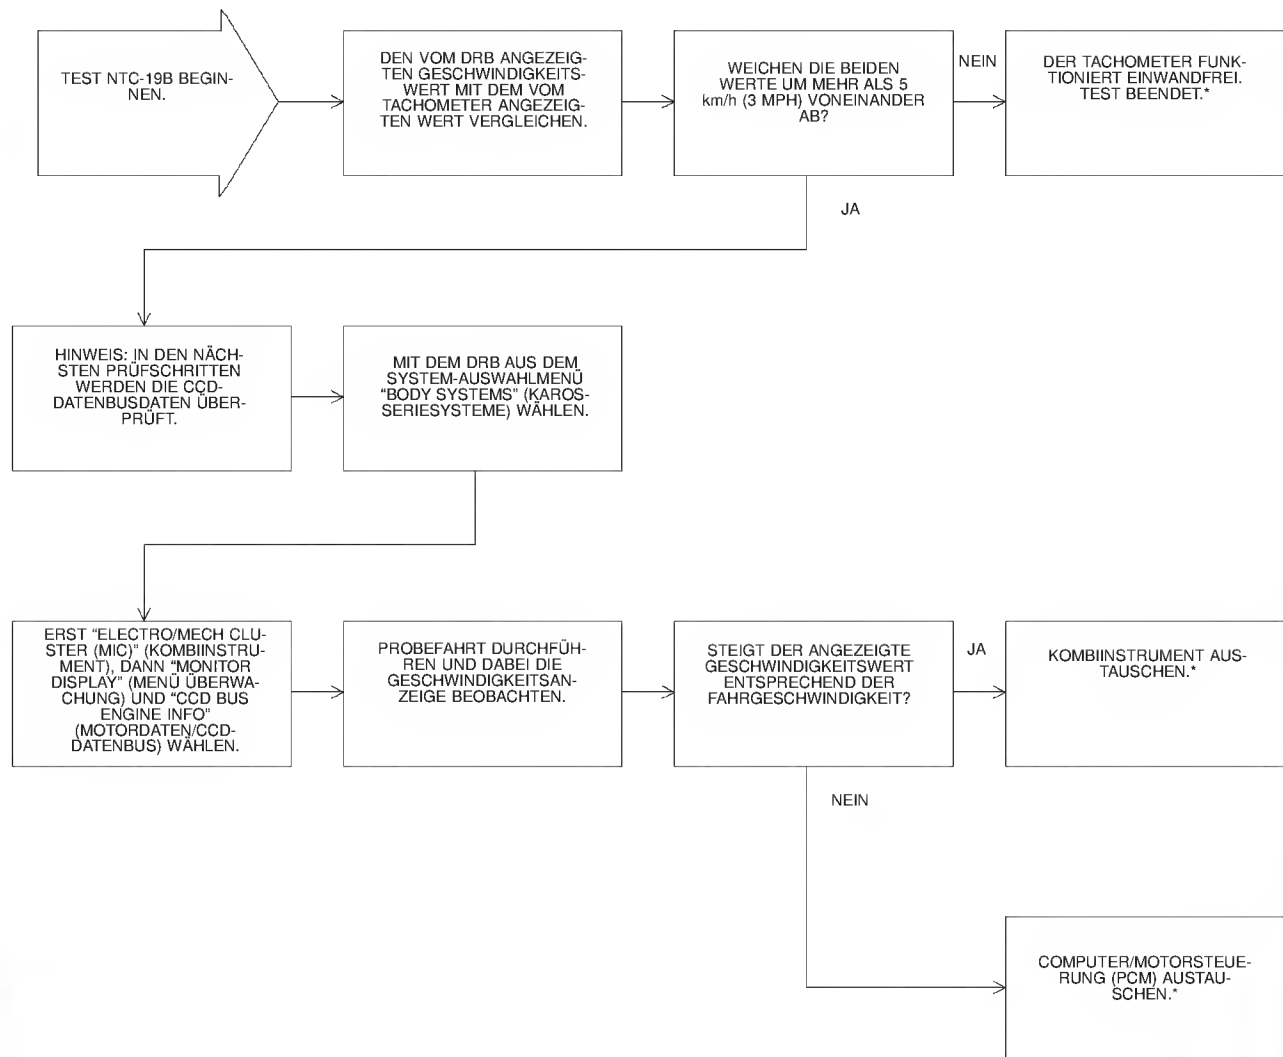 TEST NTC-19B BEGIN-
NEN.
DEN VOM DRB ANGEZEIG-
TEN GESCHWINDIGKEITS-
WERT MIT DEM VOM
TACHOMETER ANGEZEIG-
TEN WERT VERGLEICHEN.
WEICHEN DIE BEIDEN
WERTE UM MEHR ALS 5
km/h (3 MPH) VONEINANDER
AB?
NEIN
DER TACHOMETER FUNK-
TIONIERT EINWANDFREI.
TEST BEENDET.*
JA
HINWEIS: IN DEN NÄCH-
STEN PRÜFSCHRITTEN
WERDEN DIE CCD-
DATENBUSDATEN ÜBER-
PRÜFT.
MIT DEM DRB AUS DEM
SYSTEM-AUSWAHLMENÜ
“BODY SYSTEMS” (KAROS-
SERIESYSTEME) WÄHLEN.
ERST “ELECTRO/MECH CLU-
STER (MIC)” (KOMBIINSTRU-
MENT), DANN “MONITOR
DISPLAY” (MENÜ ÜBERWA-
CHUNG) UND “CCD BUS
ENGINE INFO”
(MOTORDATEN/CCD-
DATENBUS) WÄHLEN.
PROBEFAHRT DURCHFÜH-
REN UND DABEI DIE
GESCHWINDIGKEITSAN-
ZEIGE BEOBACHTEN.
STEIGT DER ANGEZEIGTE
GESCHWINDIGKEITSWERT
ENTSPRECHEND DER
FAHRGESCHWINDIGKEIT?
JA
KOMBIINSTRUMENT AUS-
TAUSCHEN.*
NEIN
COMPUTER/MOTORSTEUE-
RUNG (PCM) AUSTAU-
SCHEN.*